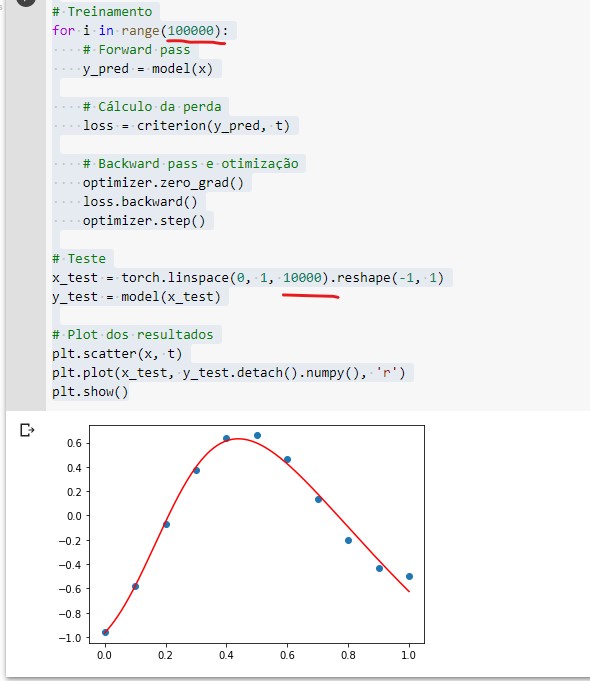 # Treinamento
for i in range(100000):
    # Forward pass
    y_pred = model(x)
    # Cálculo da perda
    loss = criterion(y_pred, t)
    # Backward pass e otimização
    optimizer.zero_grad()
    loss.backward()
    optimizer.step()
# Teste
x_test = torch.linspace(0, 1, 10000).reshape(-1, 1)
y_test = model(x_test)
# Plot dos resultados
plt.scatter(x, t)
plt.plot(x_test, y_test.detach().numpy(), 'r')
plt.show()
0.6
0.4
0.2
0.0
−0.2
−0.4
−0.6
−0.8
−1.0
0.0 0.2 0.4 0.6 0.8 1.0